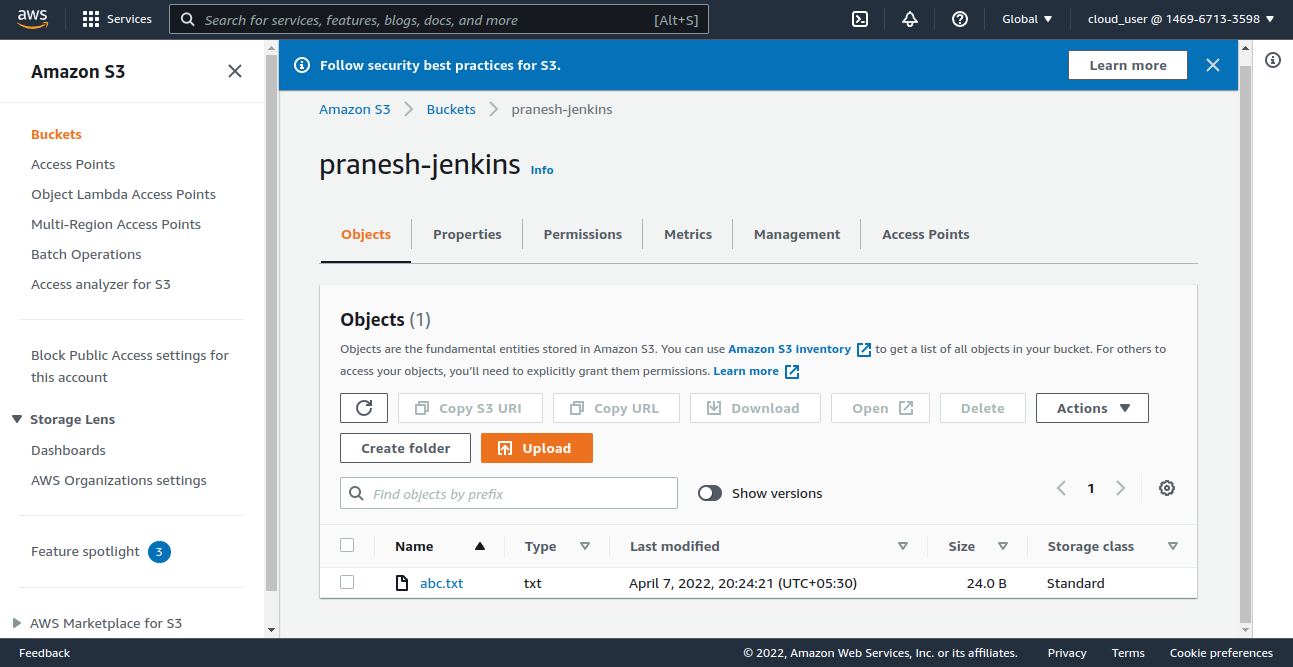 aws Services Search for services, features, blogs, docs, and more [Alt+S] Global cloud_user @ 1469-6713-3598
Amazon S3
Buckets
Access Points
Object Lambda Access Points
Multi-Region Access Points
Batch Operations
Access analyzer for S3
Block Public Access settings for
this account
Storage Lens
Dashboards
AWS Organizations settings
Feature spotlight 3
AWS Marketplace for S3
Follow security best practices for S3. Learn more
Amazon S3 Buckets pranesh-jenkins
pranesh-jenkins Info
Objects Properties Permissions Metrics Management Access Points
Objects (1)
Objects are the fundamental entities stored in Amazon S3. You can use Amazon S3 inventory to get a list of all objects in your bucket. For others to
access your objects, you'll need to explicitly grant them permissions. Learn more
Copy S3 URI Copy URL Download Open Delete Actions
Create folder Upload
Find objects by prefix Show versions 1
Name Type Last modified Size Storage class
abc.txt txt April 7, 2022, 20:24:21 (UTC+05:30) 24.0 B Standard
Feedback © 2022, Amazon Web Services, Inc. or its affiliates. Privacy Terms Cookie preferences